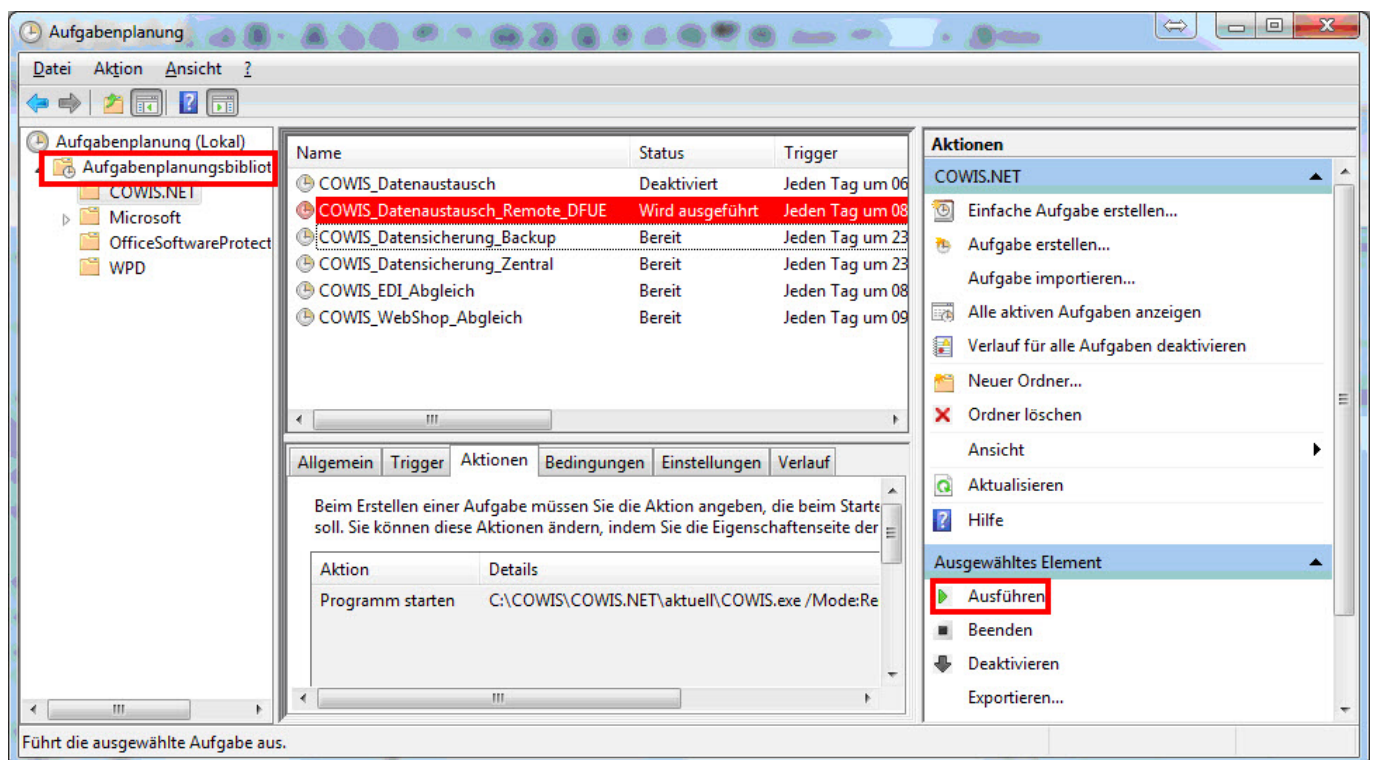 Aufgabenplanung
Datei Aktion Ansicht ?
Aufgabenplanung (Lokal)
Aufgabenplanungsbibliot
COWIS.NET
Microsoft
OfficeSoftwareProtect
WPD
Name Status Trigger
COWIS_Datenaustausch Deaktiviert Jeden Tag um 06
COWIS_Datenaustausch_Remote_DFUE Wird ausgeführt Jeden Tag um 08
COWIS_Datensicherung_Backup Bereit Jeden Tag um 23
COWIS_Datensicherung_Zentral Bereit Jeden Tag um 23
COWIS_EDI_Abgleich Bereit Jeden Tag um 08
COWIS_WebShop_Abgleich Bereit Jeden Tag um 09
Allgemein Trigger Aktionen Bedingungen Einstellungen Verlauf
Beim Erstellen einer Aufgabe müssen Sie die Aktion angeben, die beim Starte
soll. Sie können diese Aktionen ändern, indem Sie die Eigenschaftenseite der
Aktion Details
Programm starten C:\COWIS\COWIS.NET\aktuell\COWIS.exe /Mode:Re
Aktionen
COWIS.NET
Einfache Aufgabe erstellen...
Aufgabe erstellen...
Aufgabe importieren...
Alle aktiven Aufgaben anzeigen
Verlauf für alle Aufgaben deaktivieren
Neuer Ordner...
Ordner löschen
Ansicht
Aktualisieren
Hilfe
Ausgewähltes Element
Ausführen
Beenden
Deaktivieren
Exportieren...
Führt die ausgewählte Aufgabe aus.